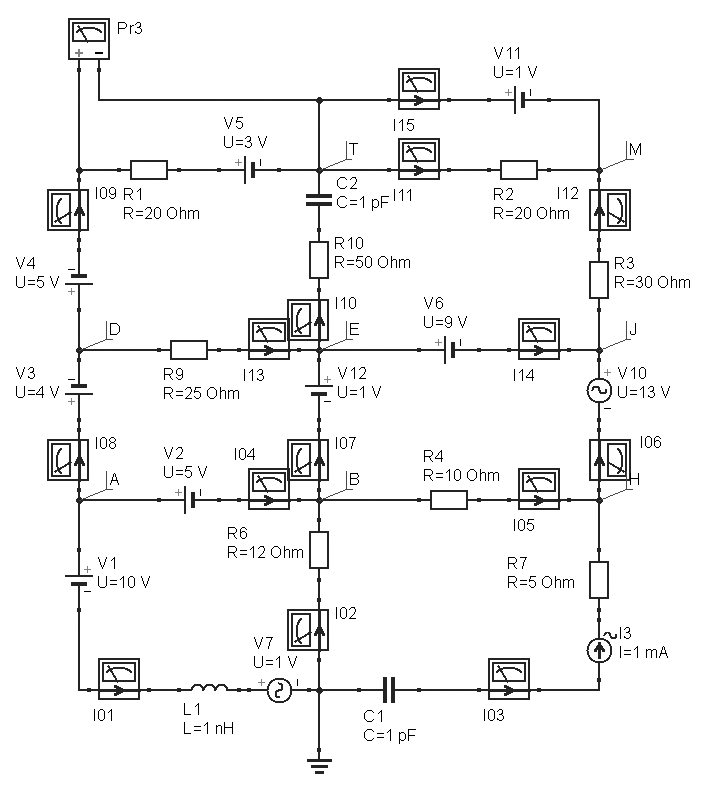 Pr3
V11
U=1 V
I15
V5
U=3 V
T
M
I11
I09
R1
R=20 Ohm
C2
C=1 pF
R2
R=20 Ohm
I12
R10
R=50 Ohm
R3
R=30 Ohm
V4
U=5 V
I10
D
E
V6
U=9 V
J
R9
R=25 Ohm
I13
I14
V3
U=4 V
V12
U=1 V
V10
U=13 V
I08
V2
U=5 V
I04
I07
R4
R=10 Ohm
I06
A
B
H
I05
V1
U=10 V
R6
R=12 Ohm
R7
R=5 Ohm
I02
I3
I=1 mA
V7
U=1 V
I01
L1
L=1 nH
C1
C=1 pF
I03